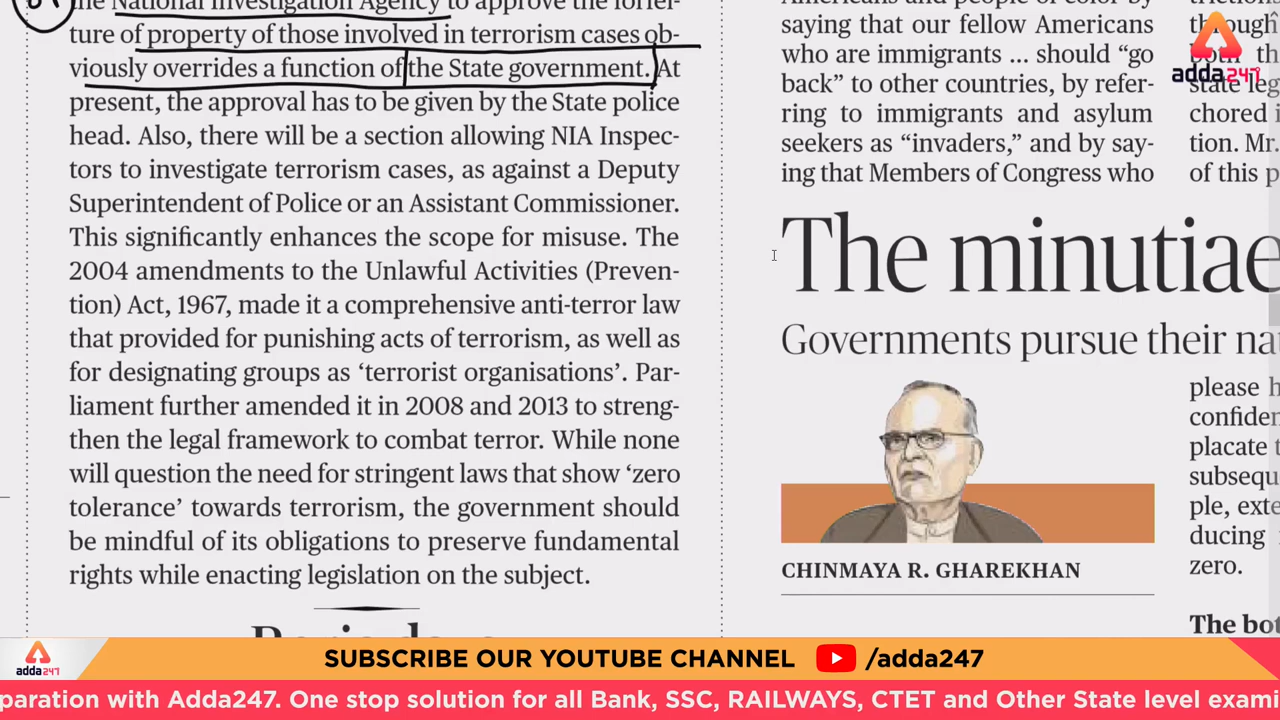 the National Investigation Agency to approve the forfei-
ture of property of those involved in terrorism cases ob-
viously overrides a function of the State government. At
present, the approval has to be given by the State police
head. Also, there will be a section allowing NIA Inspec-
tors to investigate terrorism cases, as against a Deputy
Superintendent of Police or an Assistant Commissioner.
This significantly enhances the scope for misuse. The
2004 amendments to the Unlawful Activities (Preven-
tion) Act, 1967, made it a comprehensive anti-terror law
that provided for punishing acts of terrorism, as well as
for designating groups as ‘terrorist organisations’. Par-
liament further amended it in 2008 and 2013 to streng-
then the legal framework to combat terror. While none
will question the need for stringent laws that show ‘zero
tolerance’ towards terrorism, the government should
be mindful of its obligations to preserve fundamental
rights while enacting legislation on the subject.
Americans and people of color by
saying that our fellow Americans
who are immigrants ... should “go
back” to other countries, by refer-
ring to immigrants and asylum
seekers as “invaders,” and by say-
ing that Members of Congress who
through
both th
state leg
chored i
tion. Mr.
of this p
adda247
The minutiae
Governments pursue their na
CHINMAYA R. GHAREKHAN
please h
confiden
placate t
subsequ
ple, exte
ducing
zero.
The bot
adda247
SUBSCRIBE OUR YOUTUBE CHANNEL /adda247
paration with Adda247. One stop solution for all Bank, SSC, RAILWAYS, CTET and Other State level exami